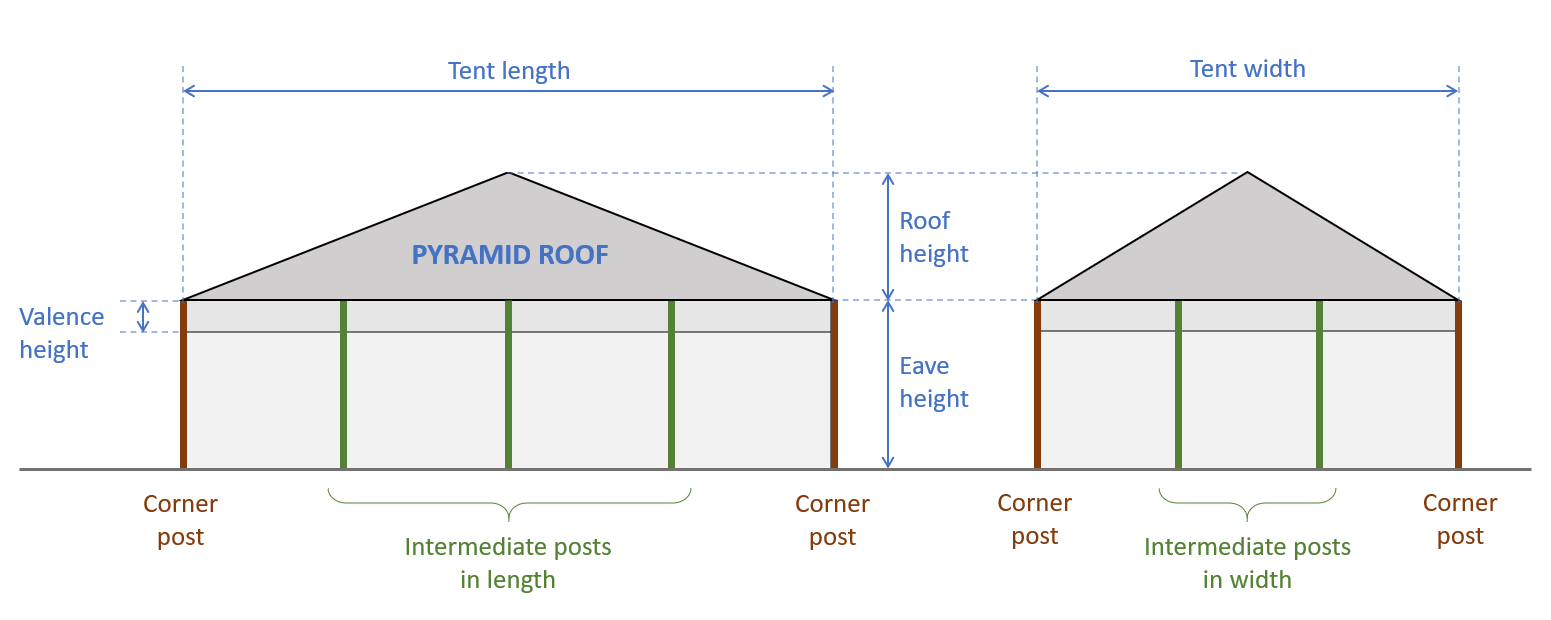 Tent length
Tent width
Roof
height
PYRAMID ROOF
Valence
height
Eave
height
Corner
post
Corner
post
Corner
post
Corner
post
Intermediate posts
in length
Intermediate posts
in width